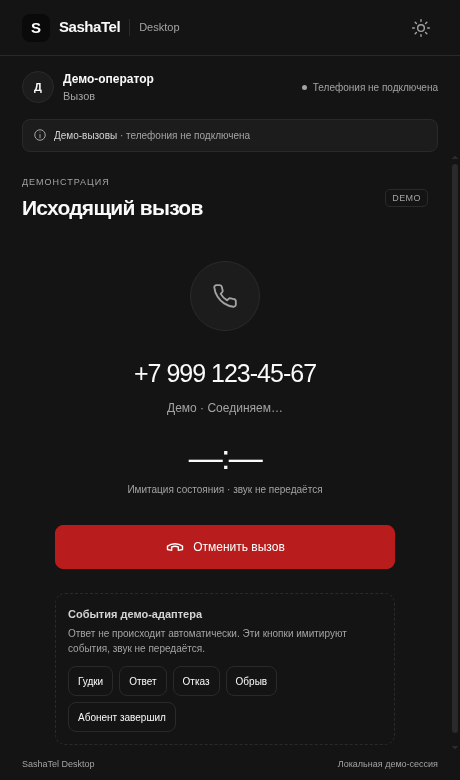 S SashaTel Desktop
Д Демо-оператор
Вызов
Телефония не подключена
Демо-вызовы · телефония не подключена
ДЕМОНСТРАЦИЯ
Исходящий вызов
DEMO
+7 999 123-45-67
Демо · Соединяем…
—:—
Имитация состояния · звук не передаётся
Отменить вызов
События демо-адаптера
Ответ не происходит автоматически. Эти кнопки имитируют
события, звук не передаётся.
Гудки Ответ Отказ Обрыв
Абонент завершил
SashaTel Desktop Локальная демо-сессия